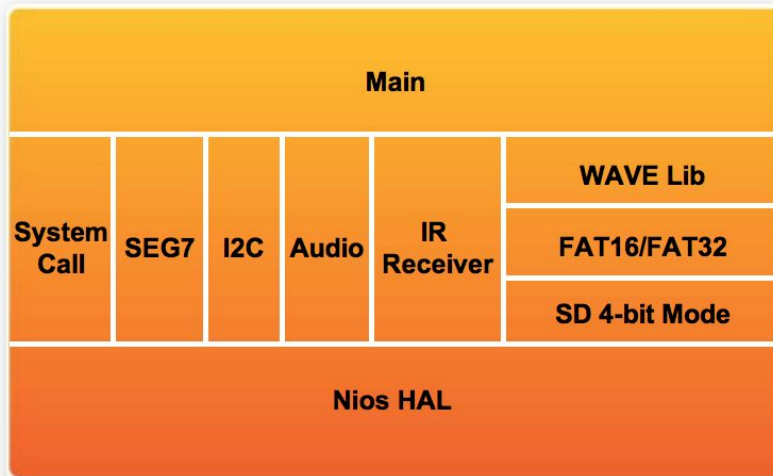 Main
System
Call
SEG7
I2C
Audio
IR
Receiver
WAVE Lib
FAT16/FAT32
SD 4-bit Mode
Nios HAL